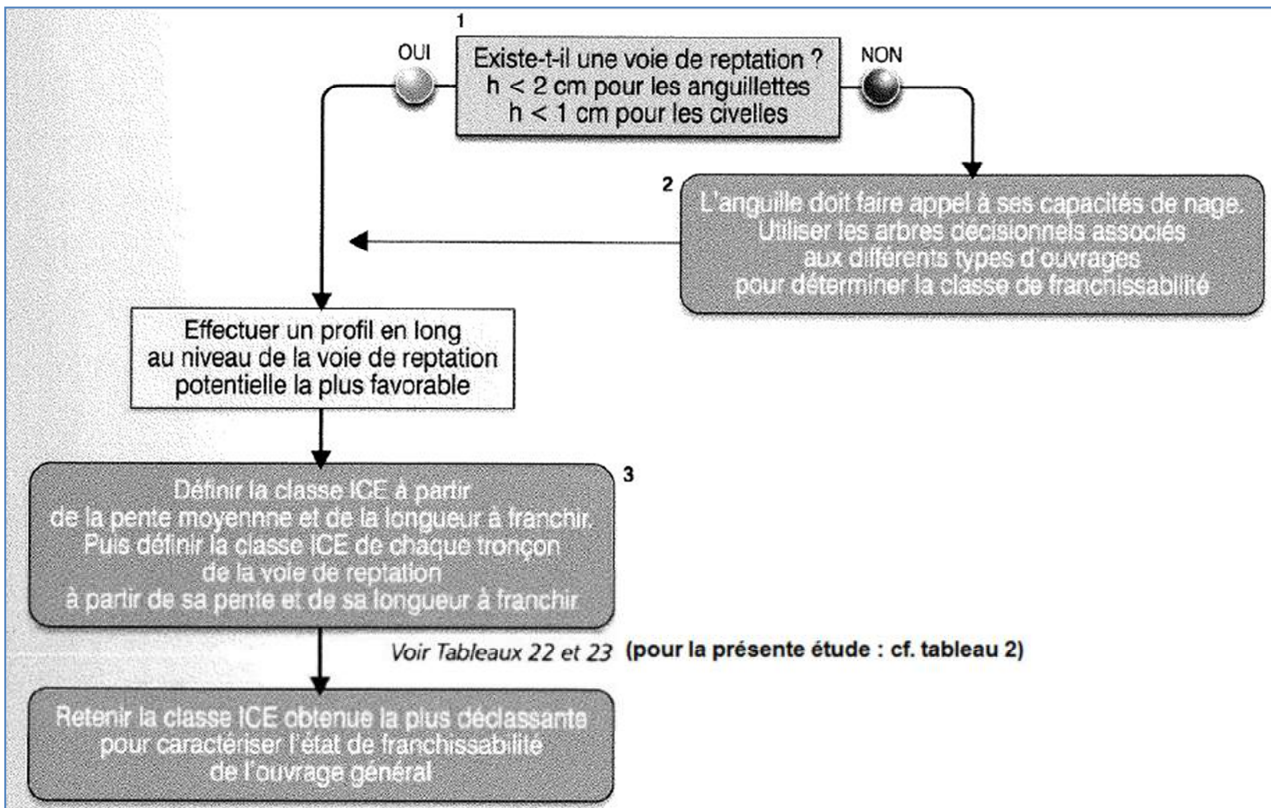 1
OUI
Existe-t-il une voie de reptation ?
h < 2 cm pour les anguillettes
h < 1 cm pour les civelles
NON
2
L'anguille doit faire appel à ses capacités de nage.
Utiliser les arbres décisionnels associés
aux différents types d'ouvrages
pour déterminer la classe de franchissabilité
Effectuer un profil en long
au niveau de la voie de reptation
potentielle la plus favorable
3
Définir la classe ICE à partir
de la pente moyennne et de la longueur à franchir.
Puis définir la classe ICE de chaque tronçon
de la voie de reptation
à partir de sa pente et de sa longueur à franchir
Voir Tableaux 22 et 23 (pour la présente étude : cf. tableau 2)
Retenir la classe ICE obtenue la plus déclassante
pour caractériser l'état de franchissabilité
de l'ouvrage général